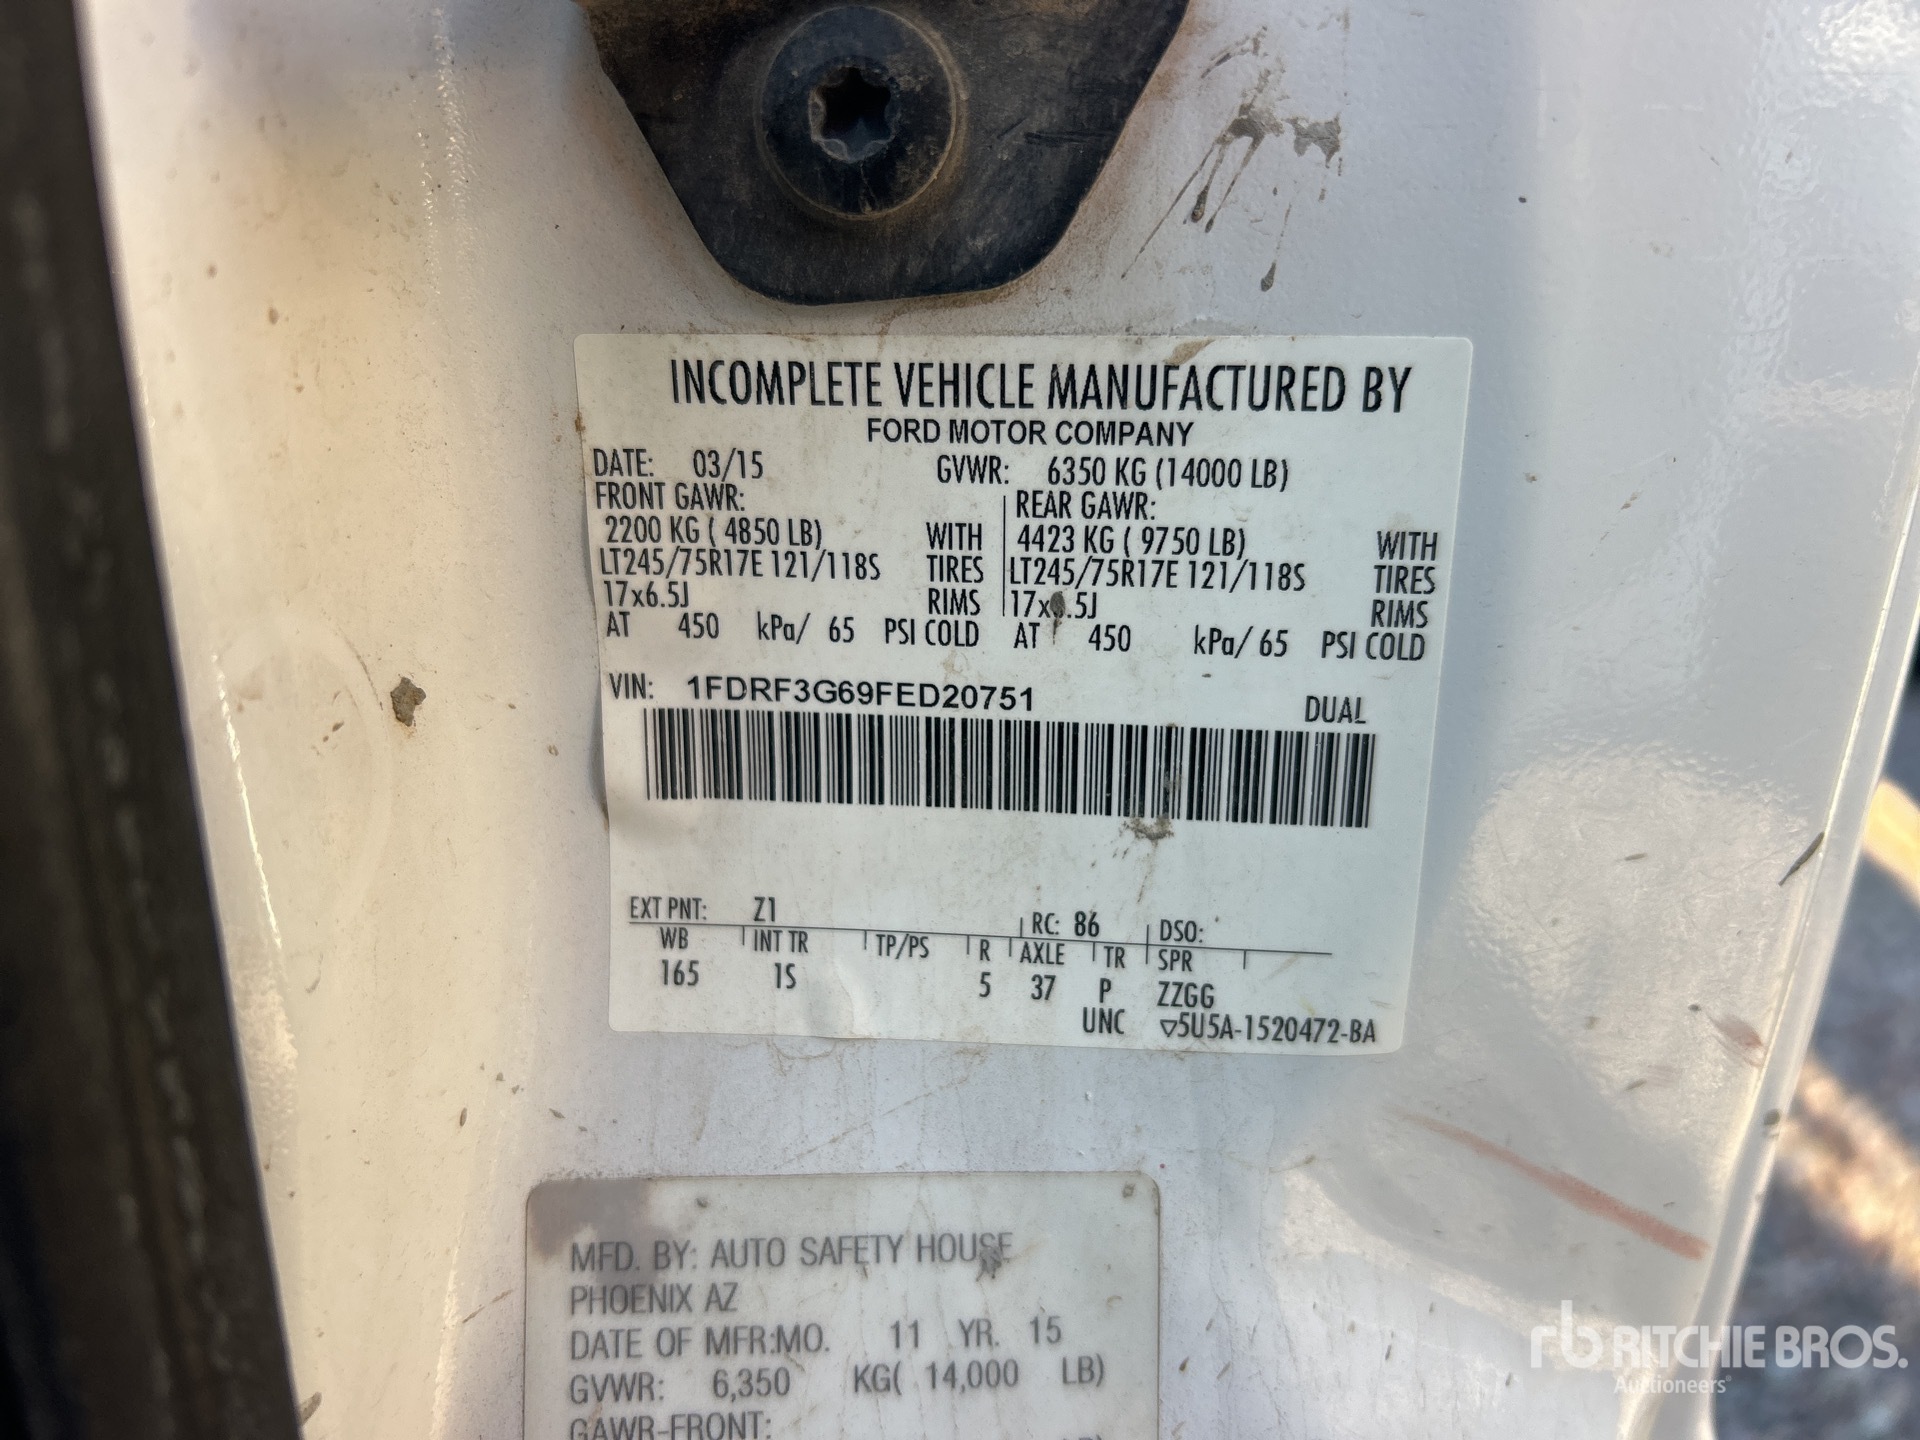 INCOMPLETE VEHICLE MANUFACTURED BY
FORD MOTOR COMPANY
DATE: 03/15 GVWR: 6350 KG (14000 LB)
FRONT GAWR: REAR GAWR:
2200 KG ( 4850 LB) WITH 4423 KG ( 9750 LB) WITH
LT245/75R17E 121/118S TIRES LT245/75R17E 121/118S TIRES
17x6.5J RIMS 17x6.5J RIMS
AT 450 kPa/ 65 PSI COLD AT 450 kPa/ 65 PSI COLD
VIN: 1FDRF3G69FED20751 DUAL
EXT PNT: Z1 RC: 86 DSO:
WB INT TR TP/PS R AXLE TR SPR
165 1S 5 37 P ZZGG
UNC ▽5U5A-1520472-BA
MFD. BY: AUTO SAFETY HOUSE
PHOENIX AZ
DATE OF MFR:MO. 11 YR. 15
GVWR: 6,350 KG( 14,000 LB)
GAWR-FRONT:
rb RITCHIE BROS.
Auctioneers